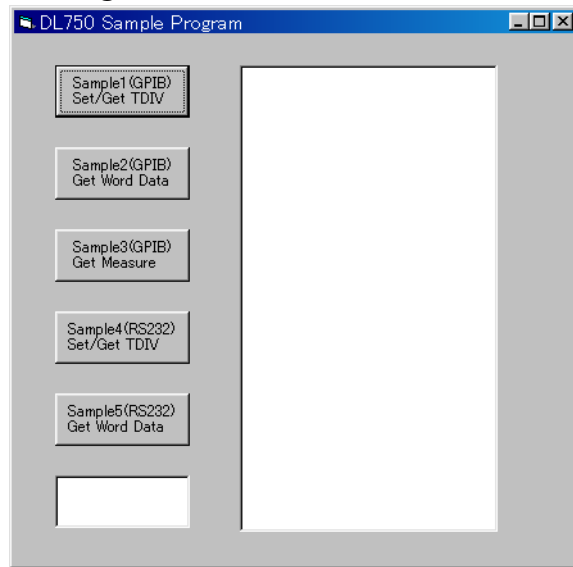 DL750 Sample Program
Sample1(GPIB)
Set/Get TDIV
Sample2(GPIB)
Get Word Data
Sample3(GPIB)
Get Measure
Sample4(RS232)
Set/Get TDIV
Sample5(RS232)
Get Word Data